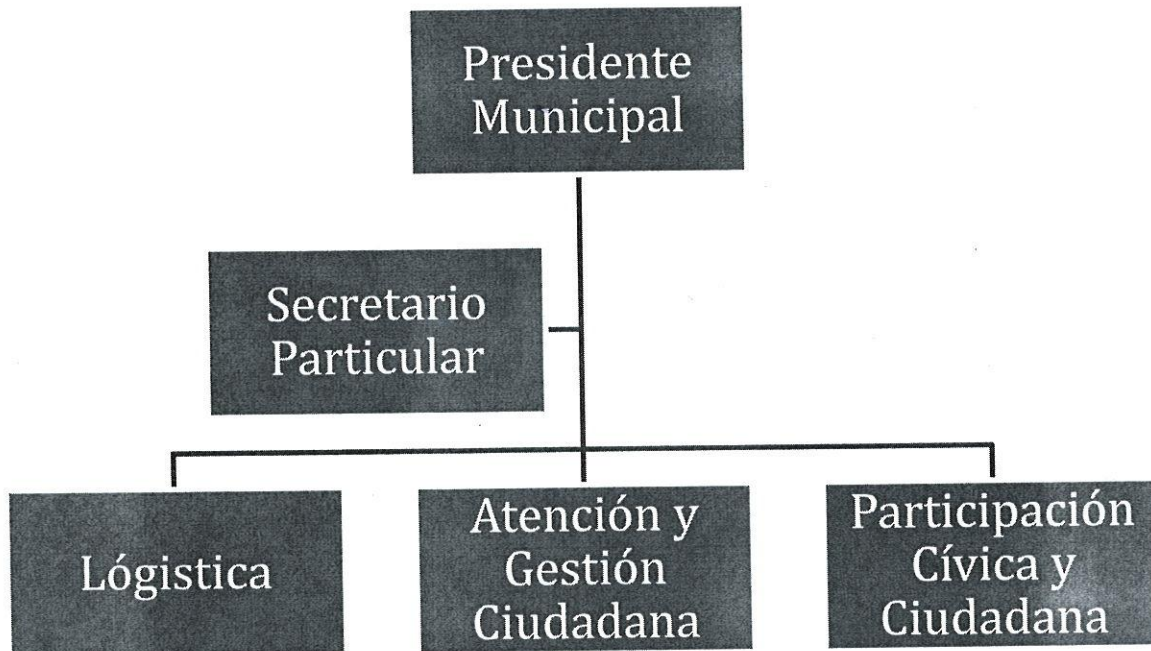 Presidente
Municipal
Secretario
Particular
Lógistica
Atención y
Gestión
Ciudadana
Participación
Cívica y
Ciudadana